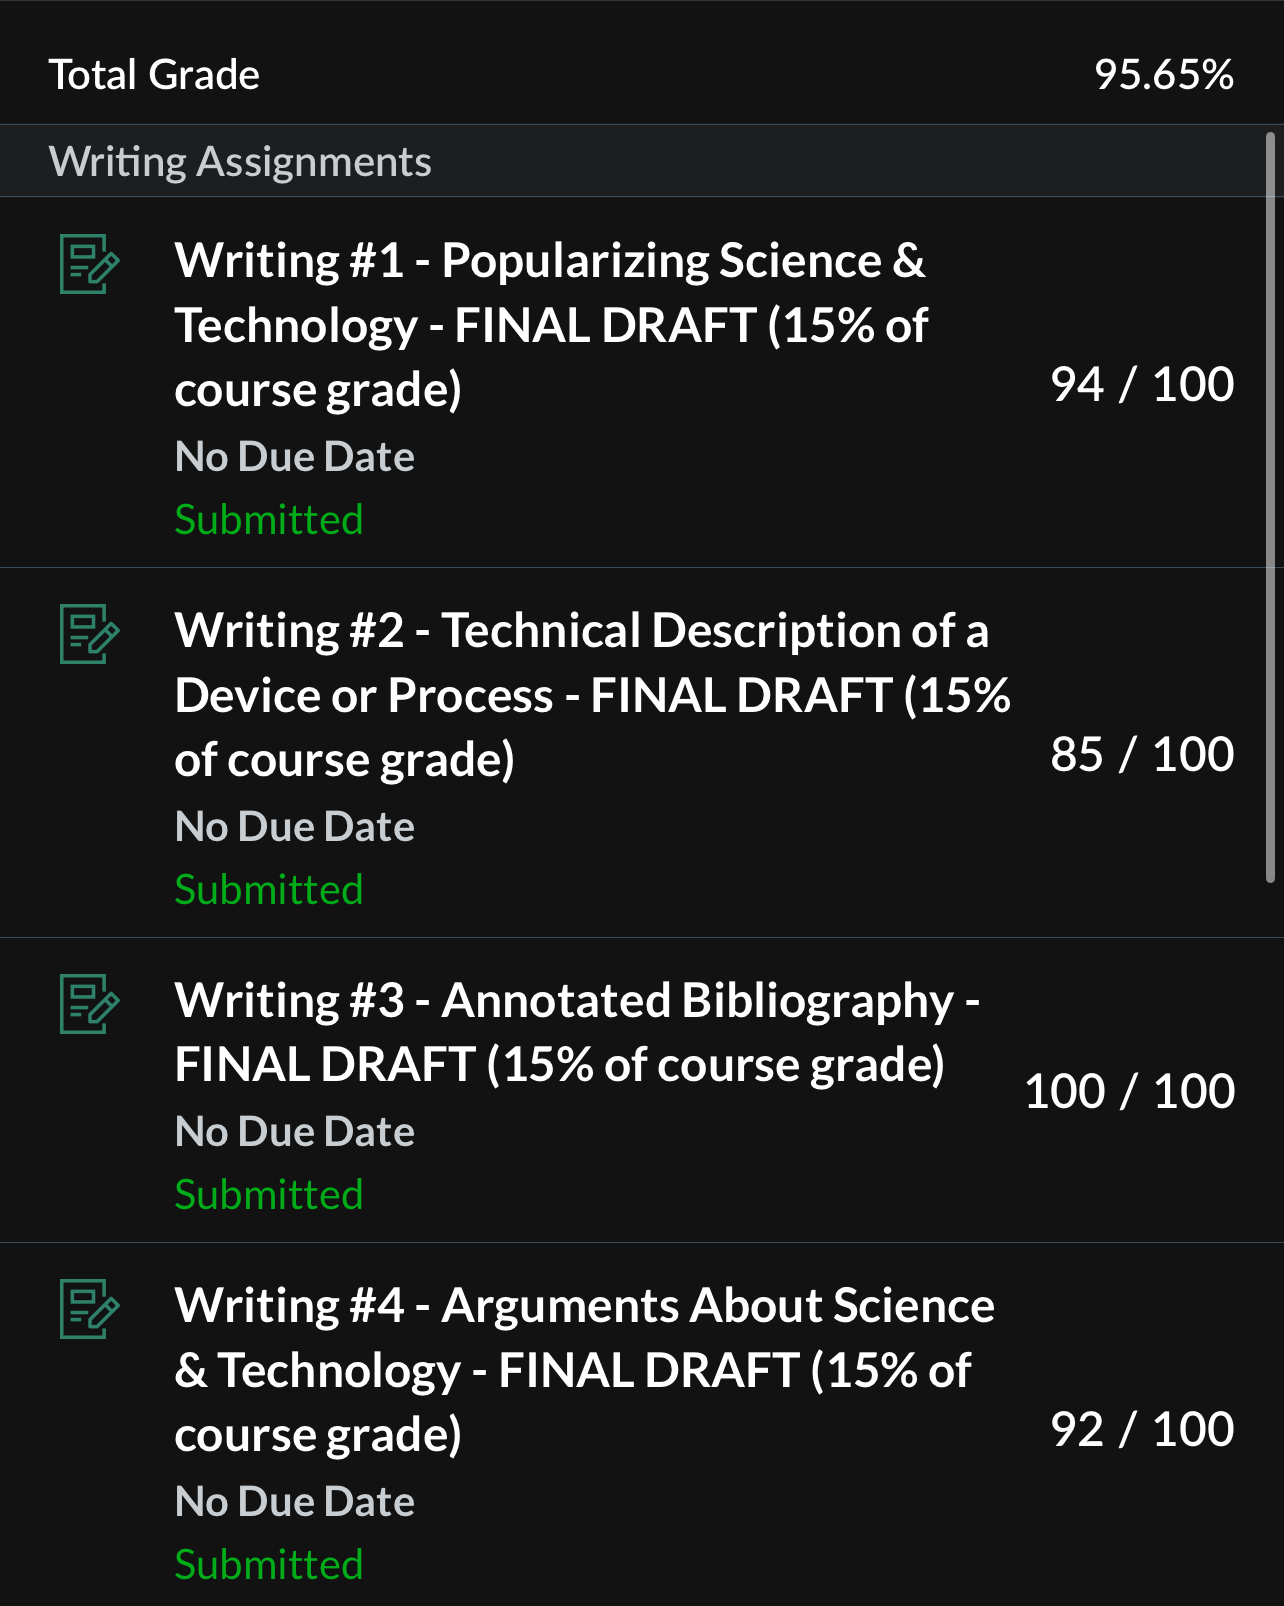 Total Grade 95.65%
Writing Assignments
Writing #1 - Popularizing Science &
Technology - FINAL DRAFT (15% of
course grade)
94 / 100
No Due Date
Submitted
Writing #2 - Technical Description of a
Device or Process - FINAL DRAFT (15%
of course grade)
85 / 100
No Due Date
Submitted
Writing #3 - Annotated Bibliography -
FINAL DRAFT (15% of course grade)
100 / 100
No Due Date
Submitted
Writing #4 - Arguments About Science
& Technology - FINAL DRAFT (15% of
course grade)
92 / 100
No Due Date
Submitted